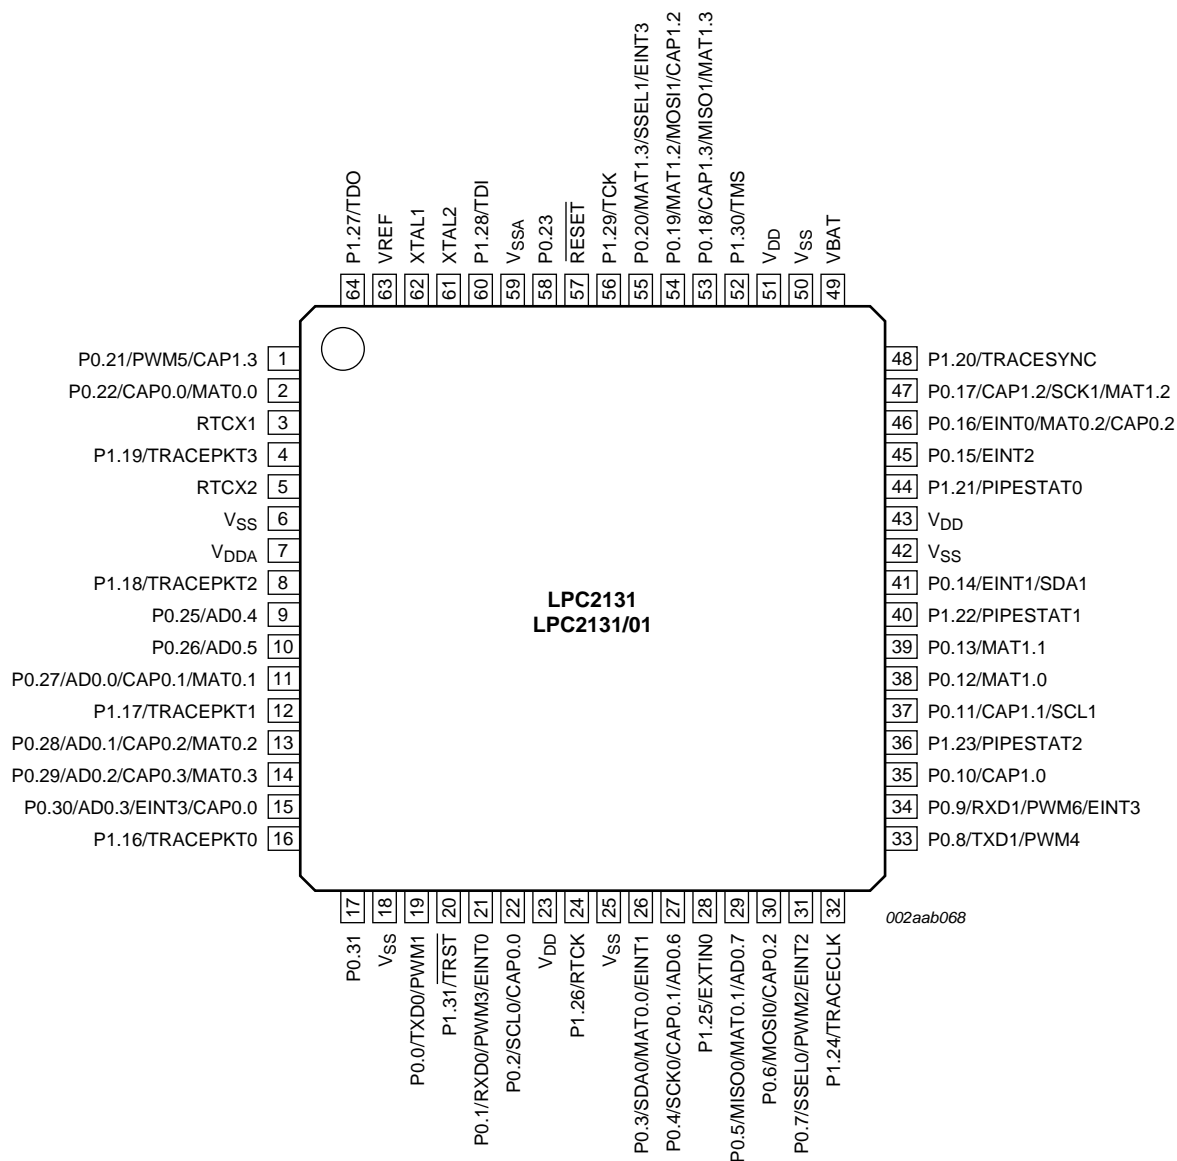 P1.27/TDO
VREF
XTAL1
XTAL2
P1.28/TDI
VSSA
P0.23
RESET
P1.29/TCK
P0.20/MAT1.3/SSEL1/EINT3
P0.19/MAT1.2/MOSI1/CAP1.2
P0.18/CAP1.3/MISO1/MAT1.3
P1.30/TMS
VDD
VSS
VBAT
64
63
62
61
60
59
58
57
56
55
54
53
52
51
50
49
P0.21/PWM5/CAP1.3 1
P0.22/CAP0.0/MAT0.0 2
RTCX1 3
P1.19/TRACEPKT3 4
RTCX2 5
VSS 6
VDDA 7
P1.18/TRACEPKT2 8
P0.25/AD0.4 9
P0.26/AD0.5 10
P0.27/AD0.0/CAP0.1/MAT0.1 11
P1.17/TRACEPKT1 12
P0.28/AD0.1/CAP0.2/MAT0.2 13
P0.29/AD0.2/CAP0.3/MAT0.3 14
P0.30/AD0.3/EINT3/CAP0.0 15
P1.16/TRACEPKT0 16
LPC2131
LPC2131/01
48 P1.20/TRACESYNC
47 P0.17/CAP1.2/SCK1/MAT1.2
46 P0.16/EINT0/MAT0.2/CAP0.2
45 P0.15/EINT2
44 P1.21/PIPESTAT0
43 VDD
42 VSS
41 P0.14/EINT1/SDA1
40 P1.22/PIPESTAT1
39 P0.13/MAT1.1
38 P0.12/MAT1.0
37 P0.11/CAP1.1/SCL1
36 P1.23/PIPESTAT2
35 P0.10/CAP1.0
34 P0.9/RXD1/PWM6/EINT3
33 P0.8/TXD1/PWM4
17
18
19
20
21
22
23
24
25
26
27
28
29
30
31
32
P0.31
VSS
P0.0/TXD0/PWM1
P1.31/TRST
P0.1/RXD0/PWM3/EINT0
P0.2/SCL0/CAP0.0
VDD
P1.26/RTCK
VSS
P0.3/SDA0/MAT0.0/EINT1
P0.4/SCK0/CAP0.1/AD0.6
P1.25/EXTIN0
P0.5/MISO0/MAT0.1/AD0.7
P0.6/MOSI0/CAP0.2
P0.7/SSEL0/PWM2/EINT2
P1.24/TRACECLK
002aab068